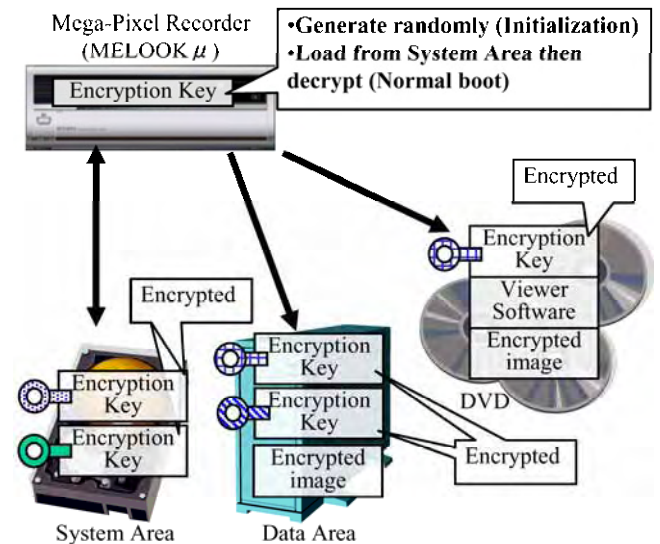 Mega-Pixel Recorder
(MELOOK μ)
•Generate randomly (Initialization)
•Load from System Area then
decrypt (Normal boot)
Encryption Key
Encrypted
Encryption
Key
Viewer
Software
Encrypted
image
DVD
Encrypted
Encryption
Key
Encryption
Key
System Area
Encryption
Key
Encryption
Key
Encrypted
image
Encrypted
Data Area